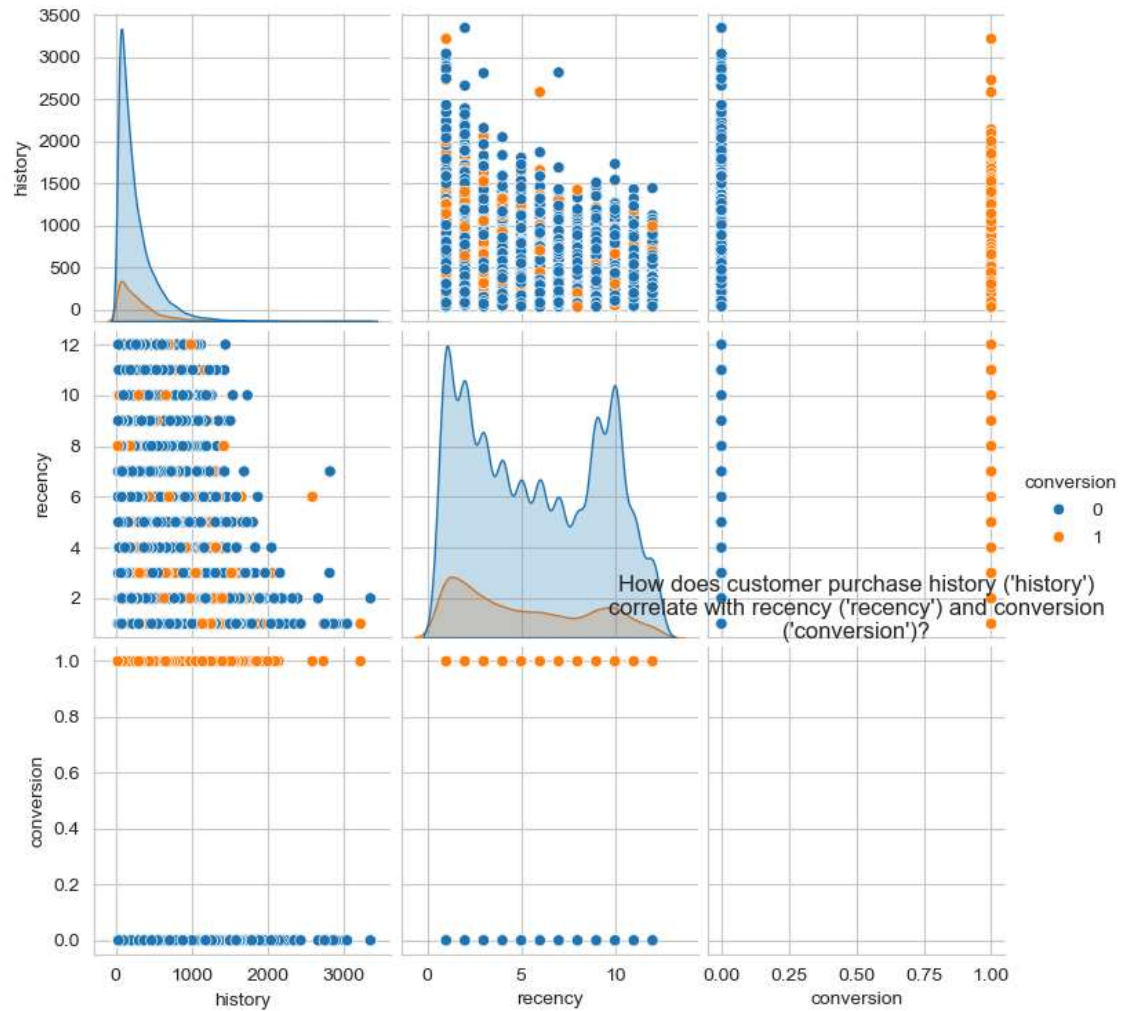 3500
3000
2500
2000
1500
1000
500
0
history
12
10
8
6
4
2
recency
conversion
0
1
How does customer purchase history ('history')
correlate with recency ('recency') and conversion
('conversion')?
1.0
0.8
0.6
0.4
0.2
0.0
conversion
0 1000 2000 3000
history
0 5 10
recency
0.00 0.25 0.50 0.75 1.00
conversion